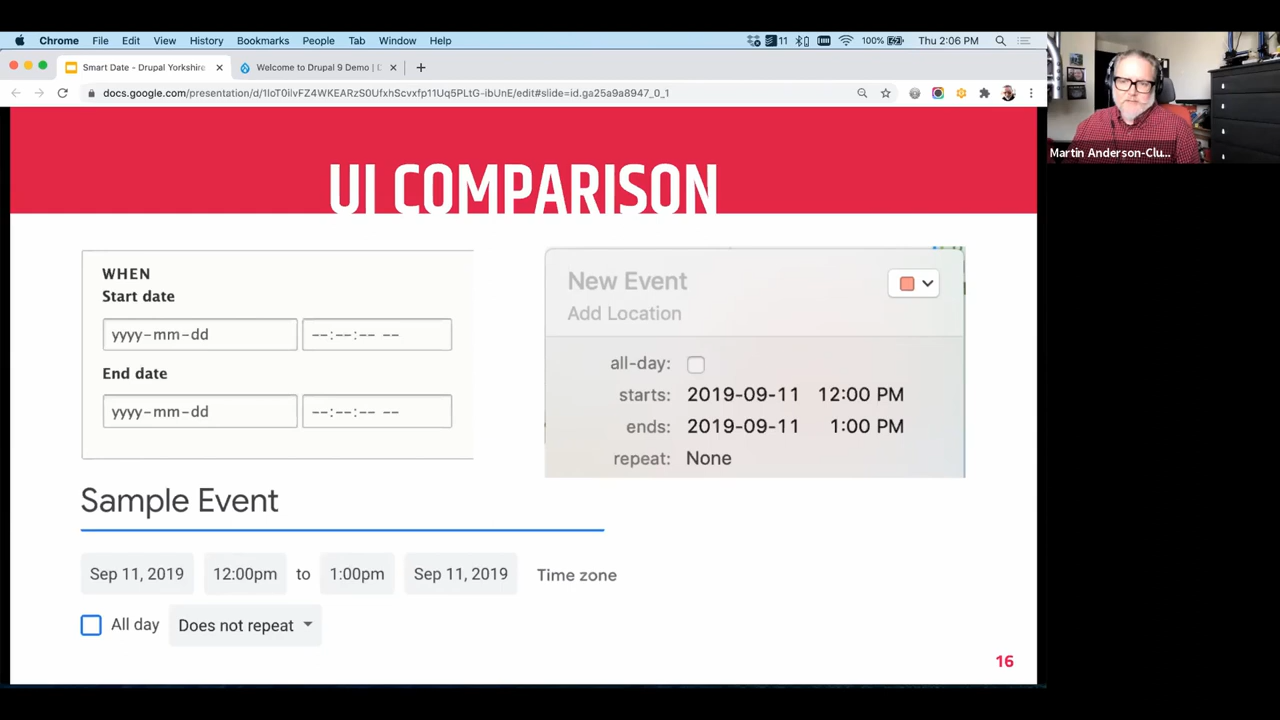 Chrome File Edit View History Bookmarks People Tab Window Help
11 100% Thu 2:06 PM
Smart Date - Drupal Yorkshire
Welcome to Drupal 9 Demo | D
docs.google.com/presentation/d/1IoT0iivFZ4WKEARzS0UfxhScvxfp11Uq5PLtG-ibUnE/edit#slide=id.ga25a9a8947_0_1
Martin Anderson-Clu...
UI COMPARISON
WHEN
Start date
yyyy-mm-dd --:--:-- --
End date
yyyy-mm-dd --:--:-- --
New Event
Add Location
all-day:
starts: 2019-09-11 12:00 PM
ends: 2019-09-11 1:00 PM
repeat: None
Sample Event
Sep 11, 2019 12:00pm to 1:00pm Sep 11, 2019 Time zone
All day Does not repeat
16